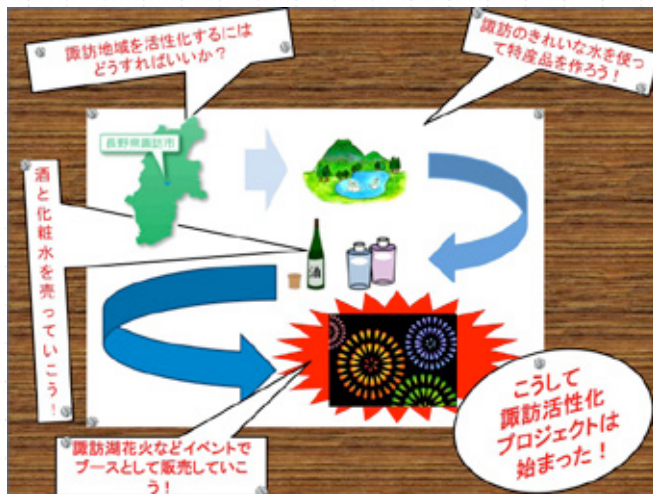 諏訪地域を活性化するには
どうすればいいか？
諏訪のきれいな水を使っ
て特産品を作ろう！
長野県諏訪市
酒と化粧水を売っていこう！
酒
諏訪湖花火などイベントで
ブースとして販売していこ
う！
こうして
諏訪活性化
プロジェクトは
始まった！